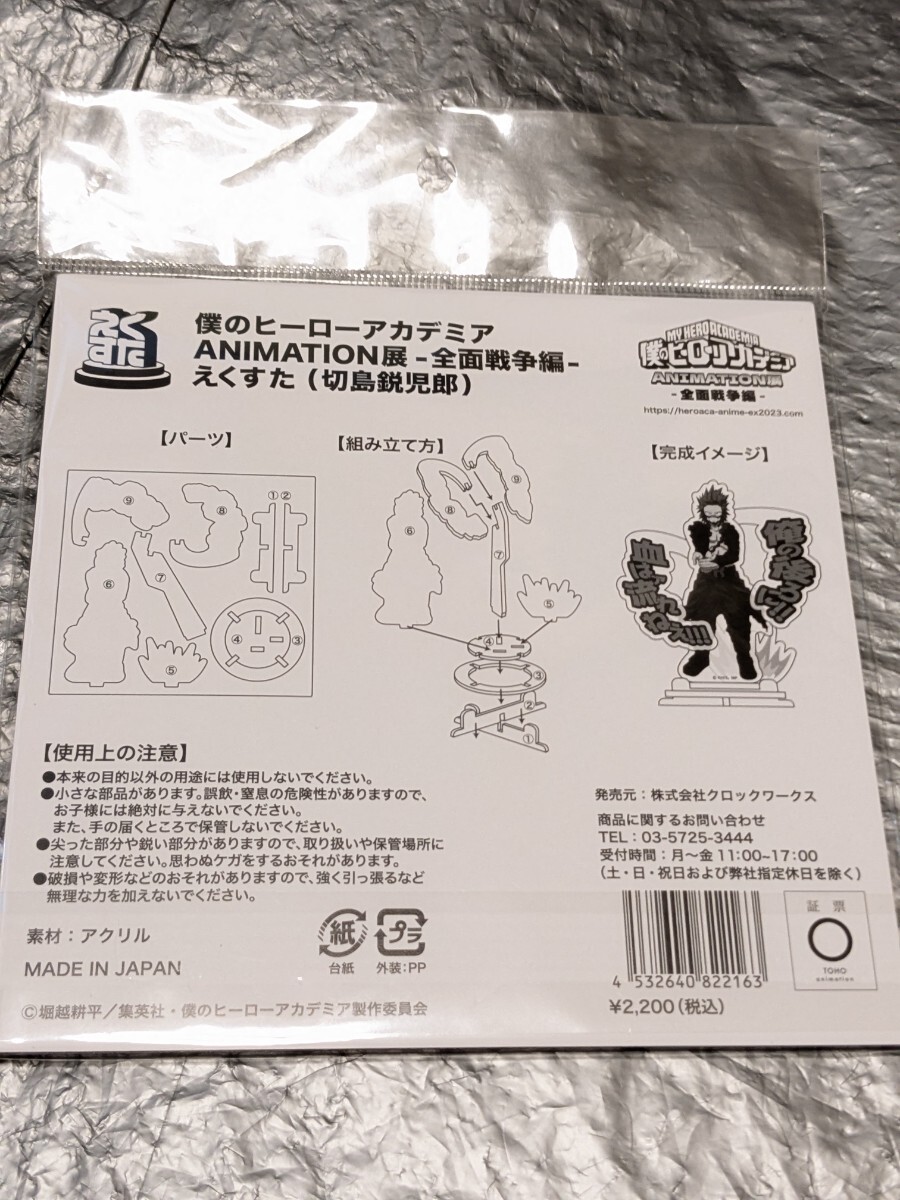 えく
すた
僕のヒーローアカデミア
ANIMATION展 -全面戦争編-
えくすた（切島鋭児郎）
MY HERO ACADEMIA
僕のヒーローアカデミア
ANIMATION展
- 全面戦争編 -
https://heroaca-anime-ex2023.com
【パーツ】
⑨
⑧
①②
⑥
⑦
④
③
⑤
【組み立て方】
⑨
⑧
⑥
⑦
⑤
④
③
②
①
【完成イメージ】
俺の後ろに!!
血は流れねぇ!!!
【使用上の注意】
●本来の目的以外の用途には使用しないでください。
●小さな部品があります。誤飲・窒息の危険性がありますので、
お子様には絶対に与えないでください。
また、手の届くところで保管しないでください。
●尖った部分や鋭い部分がありますので、取り扱いや保管場所に
注意してください。思わぬケガをするおそれがあります。
●破損や変形などのおそれがありますので、強く引っ張るなど
無理な力を加えないでください。
素材：アクリル
MADE IN JAPAN
紙
台紙
プラ
外装：PP
©堀越耕平／集英社・僕のヒーローアカデミア製作委員会
発売元：株式会社クロックワークス
商品に関するお問い合わせ
TEL：03-5725-3444
受付時間：月〜金 11:00~17:00
（土・日・祝日および弊社指定休日を除く）
4 532640 822163
¥2,200（税込）
証票
TOHO
animation